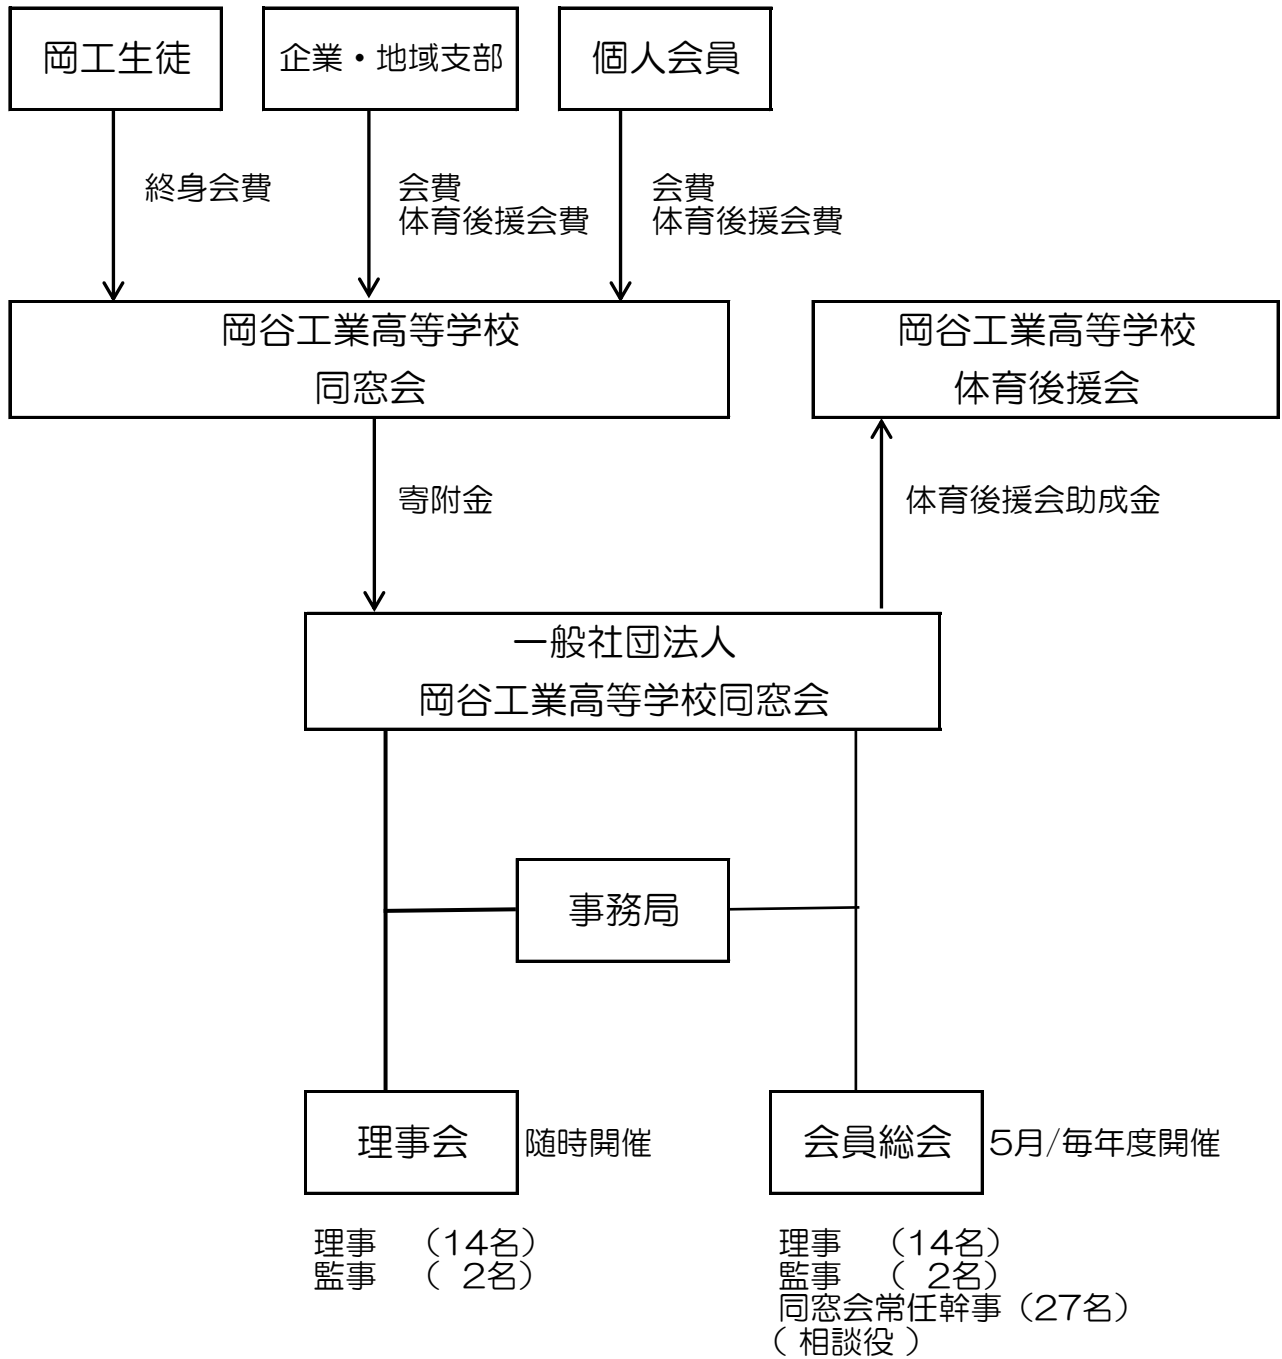 岡工生徒
企業・地域支部
個人会員
終身会費
会費
体育後援会費
会費
体育後援会費
岡谷工業高等学校
同窓会
岡谷工業高等学校
体育後援会
寄附金
体育後援会助成金
一般社団法人
岡谷工業高等学校同窓会
事務局
理事会
随時開催
会員総会
5月/毎年度開催
理事 (14名)
監事 ( 2名)
理事 (14名)
監事 ( 2名)
同窓会常任幹事 (27名)
( 相談役 )